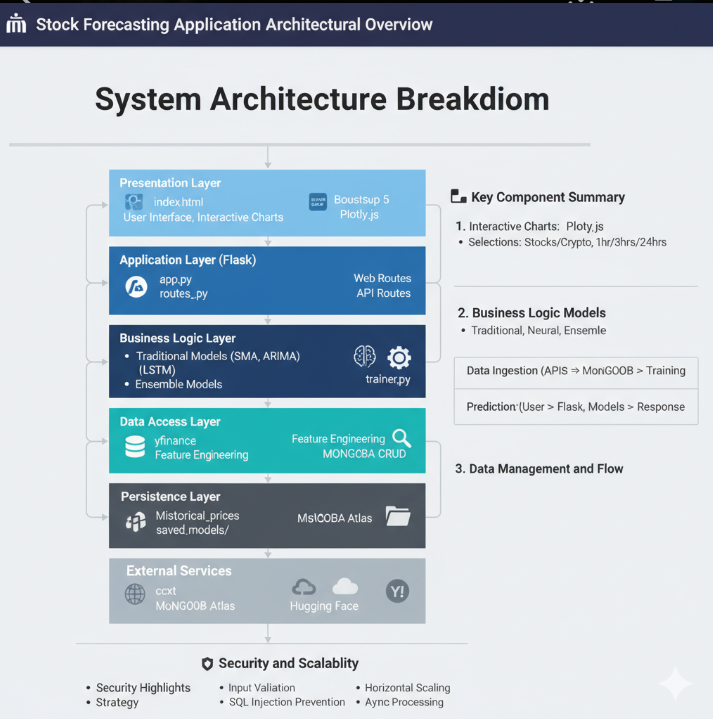 Stock Forecasting Application Architectural Overview
System Architecture Breakdiom
Presentation Layer
index.html
User Interface, Interactive Charts
Boustsup 5
Plotly.js
Application Layer (Flask)
app.py
routes_.py
Web Routes
API Routes
Business Logic Layer
• Traditional Models (SMA, ARIMA)
(LSTM)
• Ensemble Models
trainer.py
Data Access Layer
yfinance
Feature Engineering
Feature Engineering
MONGCBA CRUD
Persistence Layer
Mistorical_prices
saved_models/
Atlas
External Services
ccxt
MoNGOOB Atlas
Hugging Face
Y!
Key Component Summary
1. Interactive Charts: Ploty.js
• Selections: Stocks/Crypto, 1hr/3hrs/24hrs
2. Business Logic Models
• Traditional, Neural, Ensemle
Data Ingestion (APIS ⇒ MonGOOB > Training
Prediction:(User > Flask, Models > Response
3. Data Management and Flow
Security and Scalablity
• Security Highlights
• Strategy
• Input Valiation
• SQL Injection Prevention
• Horizontal Scaling
• Aync Processing